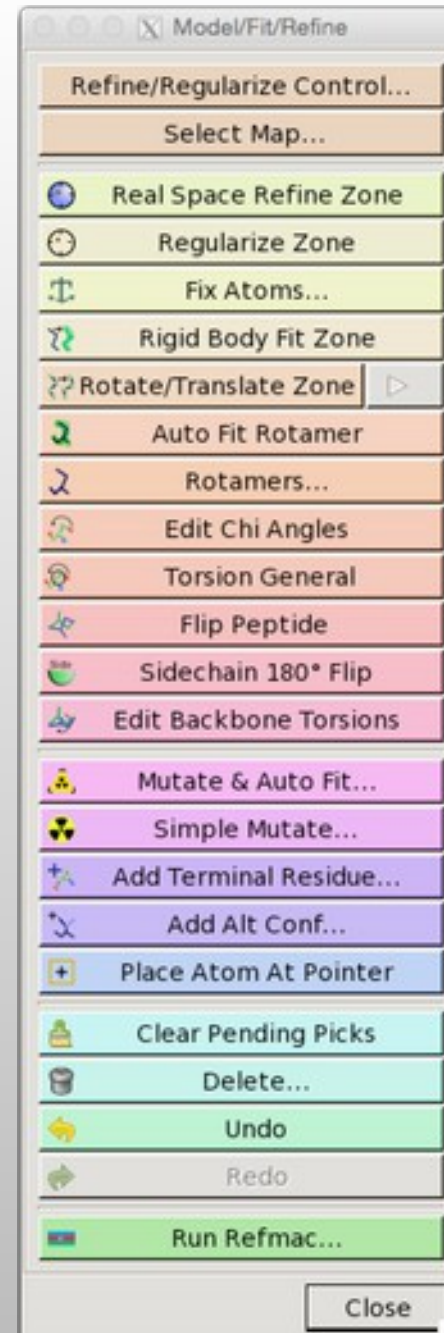 Model/Fit/Refine
Refine/Regularize Control...
Select Map...
Real Space Refine Zone
Regularize Zone
Fix Atoms...
Rigid Body Fit Zone
Rotate/Translate Zone
Auto Fit Rotamer
Rotamers...
Edit Chi Angles
Torsion General
Flip Peptide
Side
Sidechain 180° Flip
Edit Backbone Torsions
Mutate & Auto Fit...
Simple Mutate...
Add Terminal Residue...
Add Alt Conf...
Place Atom At Pointer
Clear Pending Picks
Delete...
Undo
Redo
Run Refmac...
Close